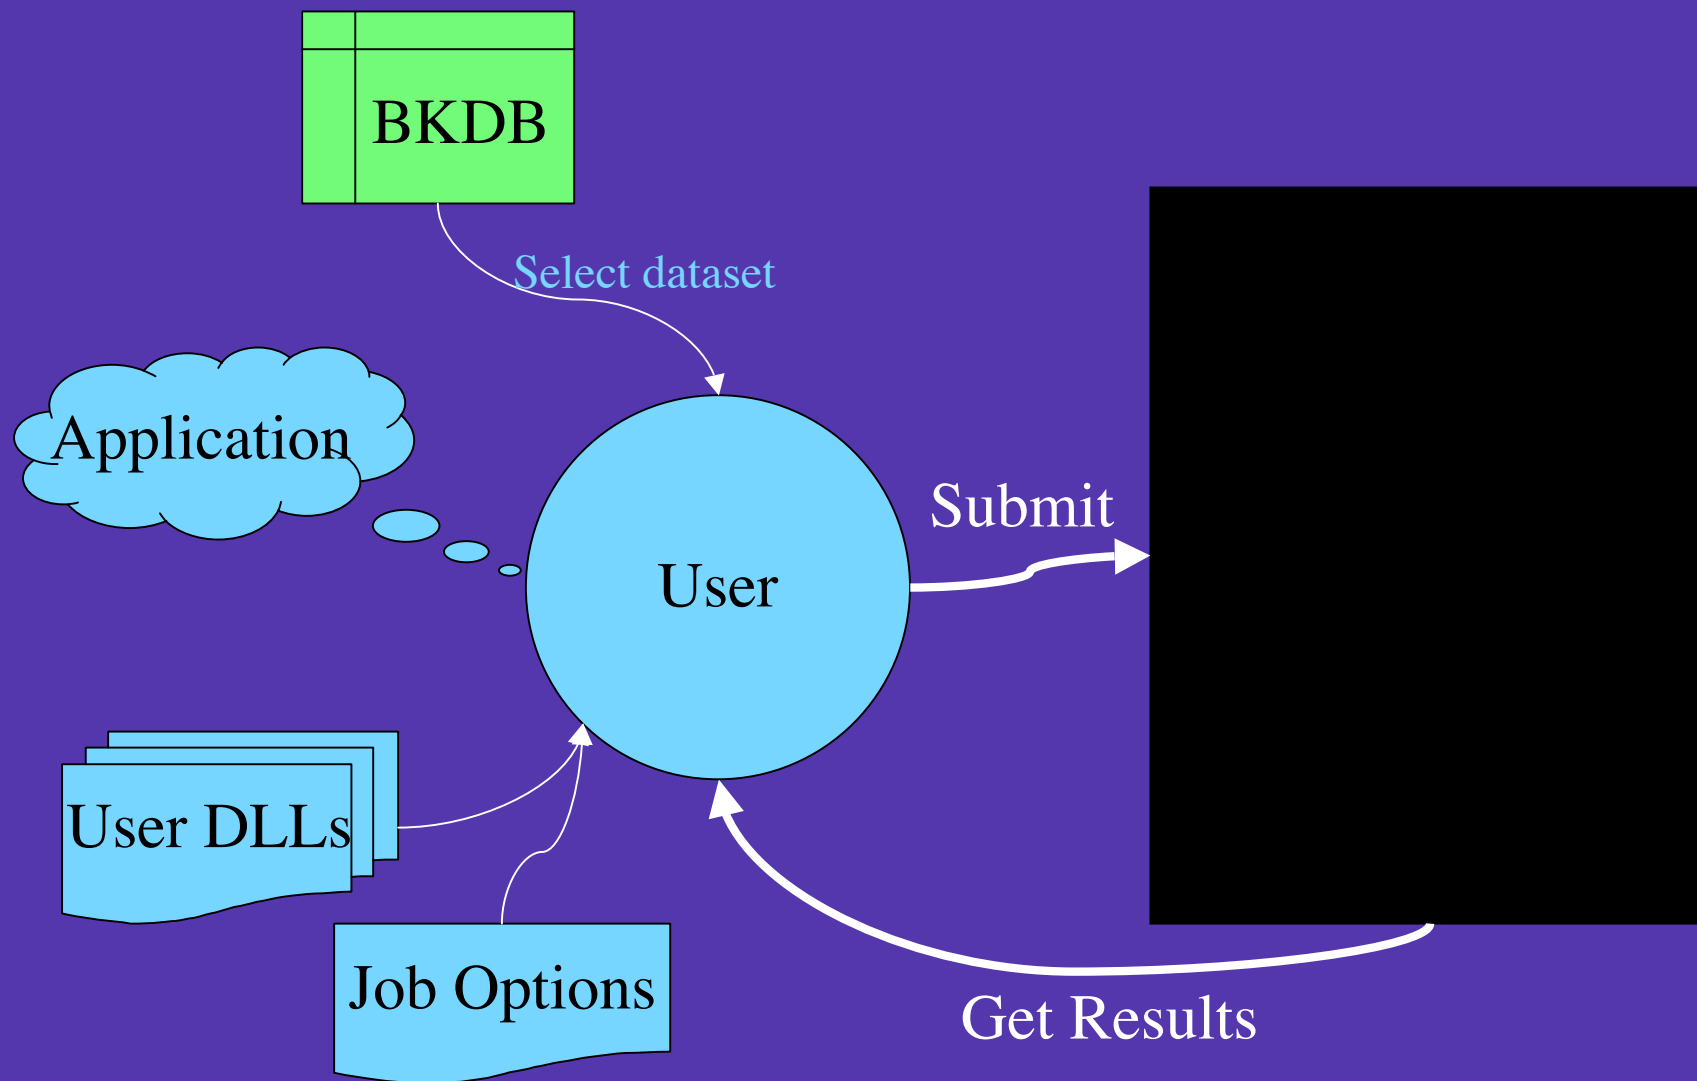 BKDB
Select dataset
Application
Submit
User
User DLLs
Job Options
Get Results